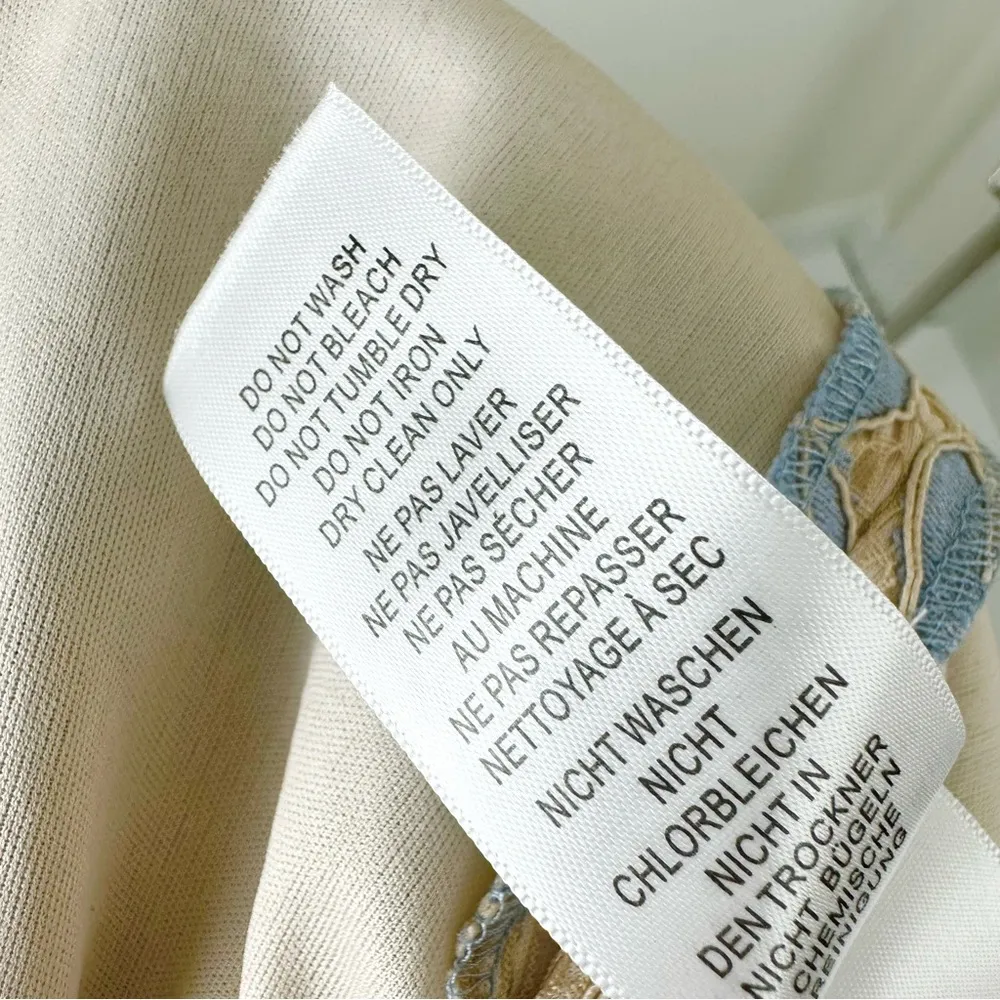 DO NOT WASH
DO NOT BLEACH
DO NOT TUMBLE DRY
DO NOT IRON
DRY CLEAN ONLY
NE PAS LAVER
NE PAS JAVELLISER
NE PAS SÉCHER
AU MACHINE
NE PAS REPASSER
NETTOYAGE À SEC
NICHT WASCHEN
NICHT
CHLORBLEICHEN
NICHT IN
DEN TROCKNER
NICHT BÜGELN
CHEMISCHE
REINIGUNG